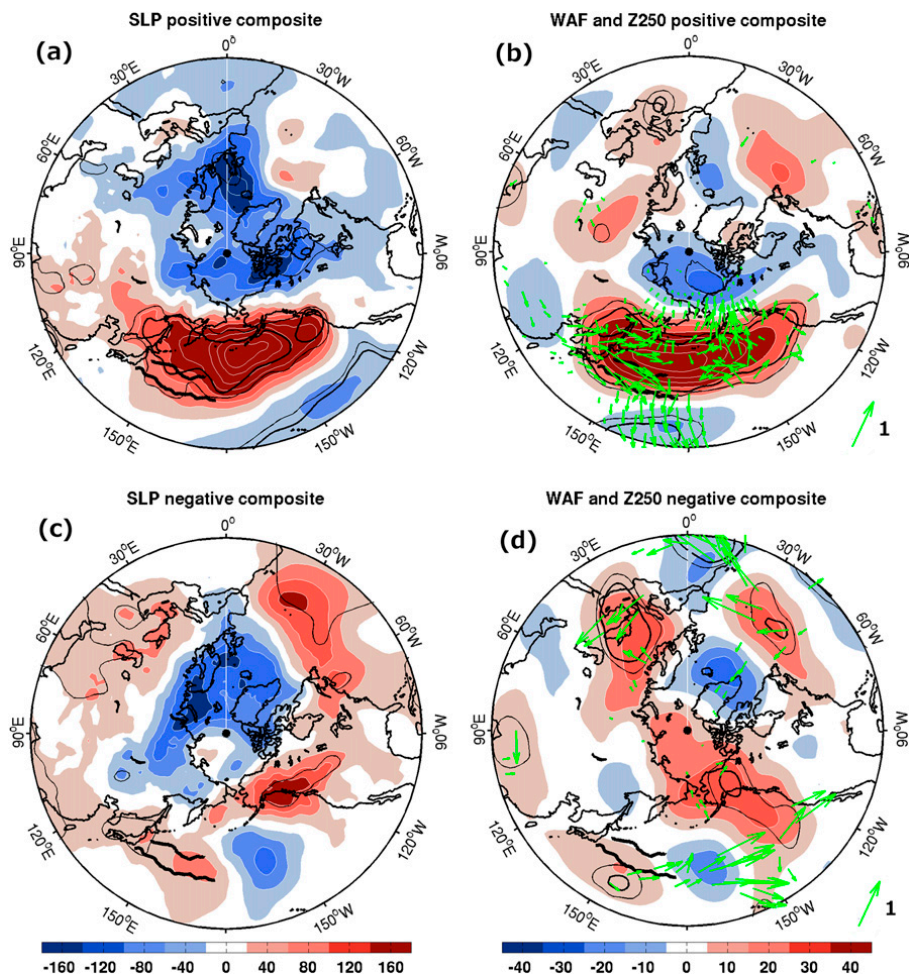 SLP positive composite
WAF and Z250 positive composite
(a)
(b)
0°
30°E
30°W
60°E
60°W
90°E
90°W
120°E
120°W
150°E
150°W
0°
30°E
30°W
60°E
60°W
90°E
90°W
120°E
120°W
150°E
150°W
1
SLP negative composite
WAF and Z250 negative composite
(c)
(d)
0°
30°E
30°W
60°E
60°W
90°E
90°W
120°E
120°W
150°E
150°W
0°
30°E
30°W
60°E
60°W
90°E
90°W
120°E
120°W
150°E
150°W
1
-160 -120 -80 -40 0 40 80 120 160
-40 -30 -20 -10 0 10 20 30 40